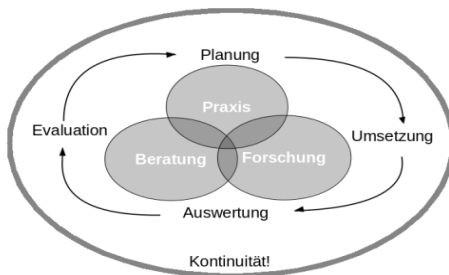 Planung
Praxis
Evaluation
Umsetzung
Beratung
Forschung
Auswertung
Kontinuität!